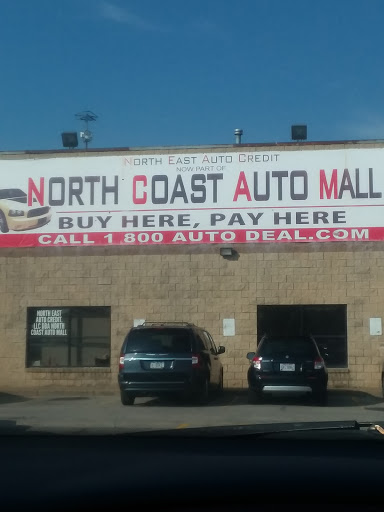 NORTH EAST AUTO CREDIT
NOW PART OF
NORTH COAST AUTO MALL
BUY HERE, PAY HERE
CALL 1 800 AUTO DEAL.COM
NORTH EAST
AUTO CREDIT
LLC DBA NORTH
COAST AUTO MALL